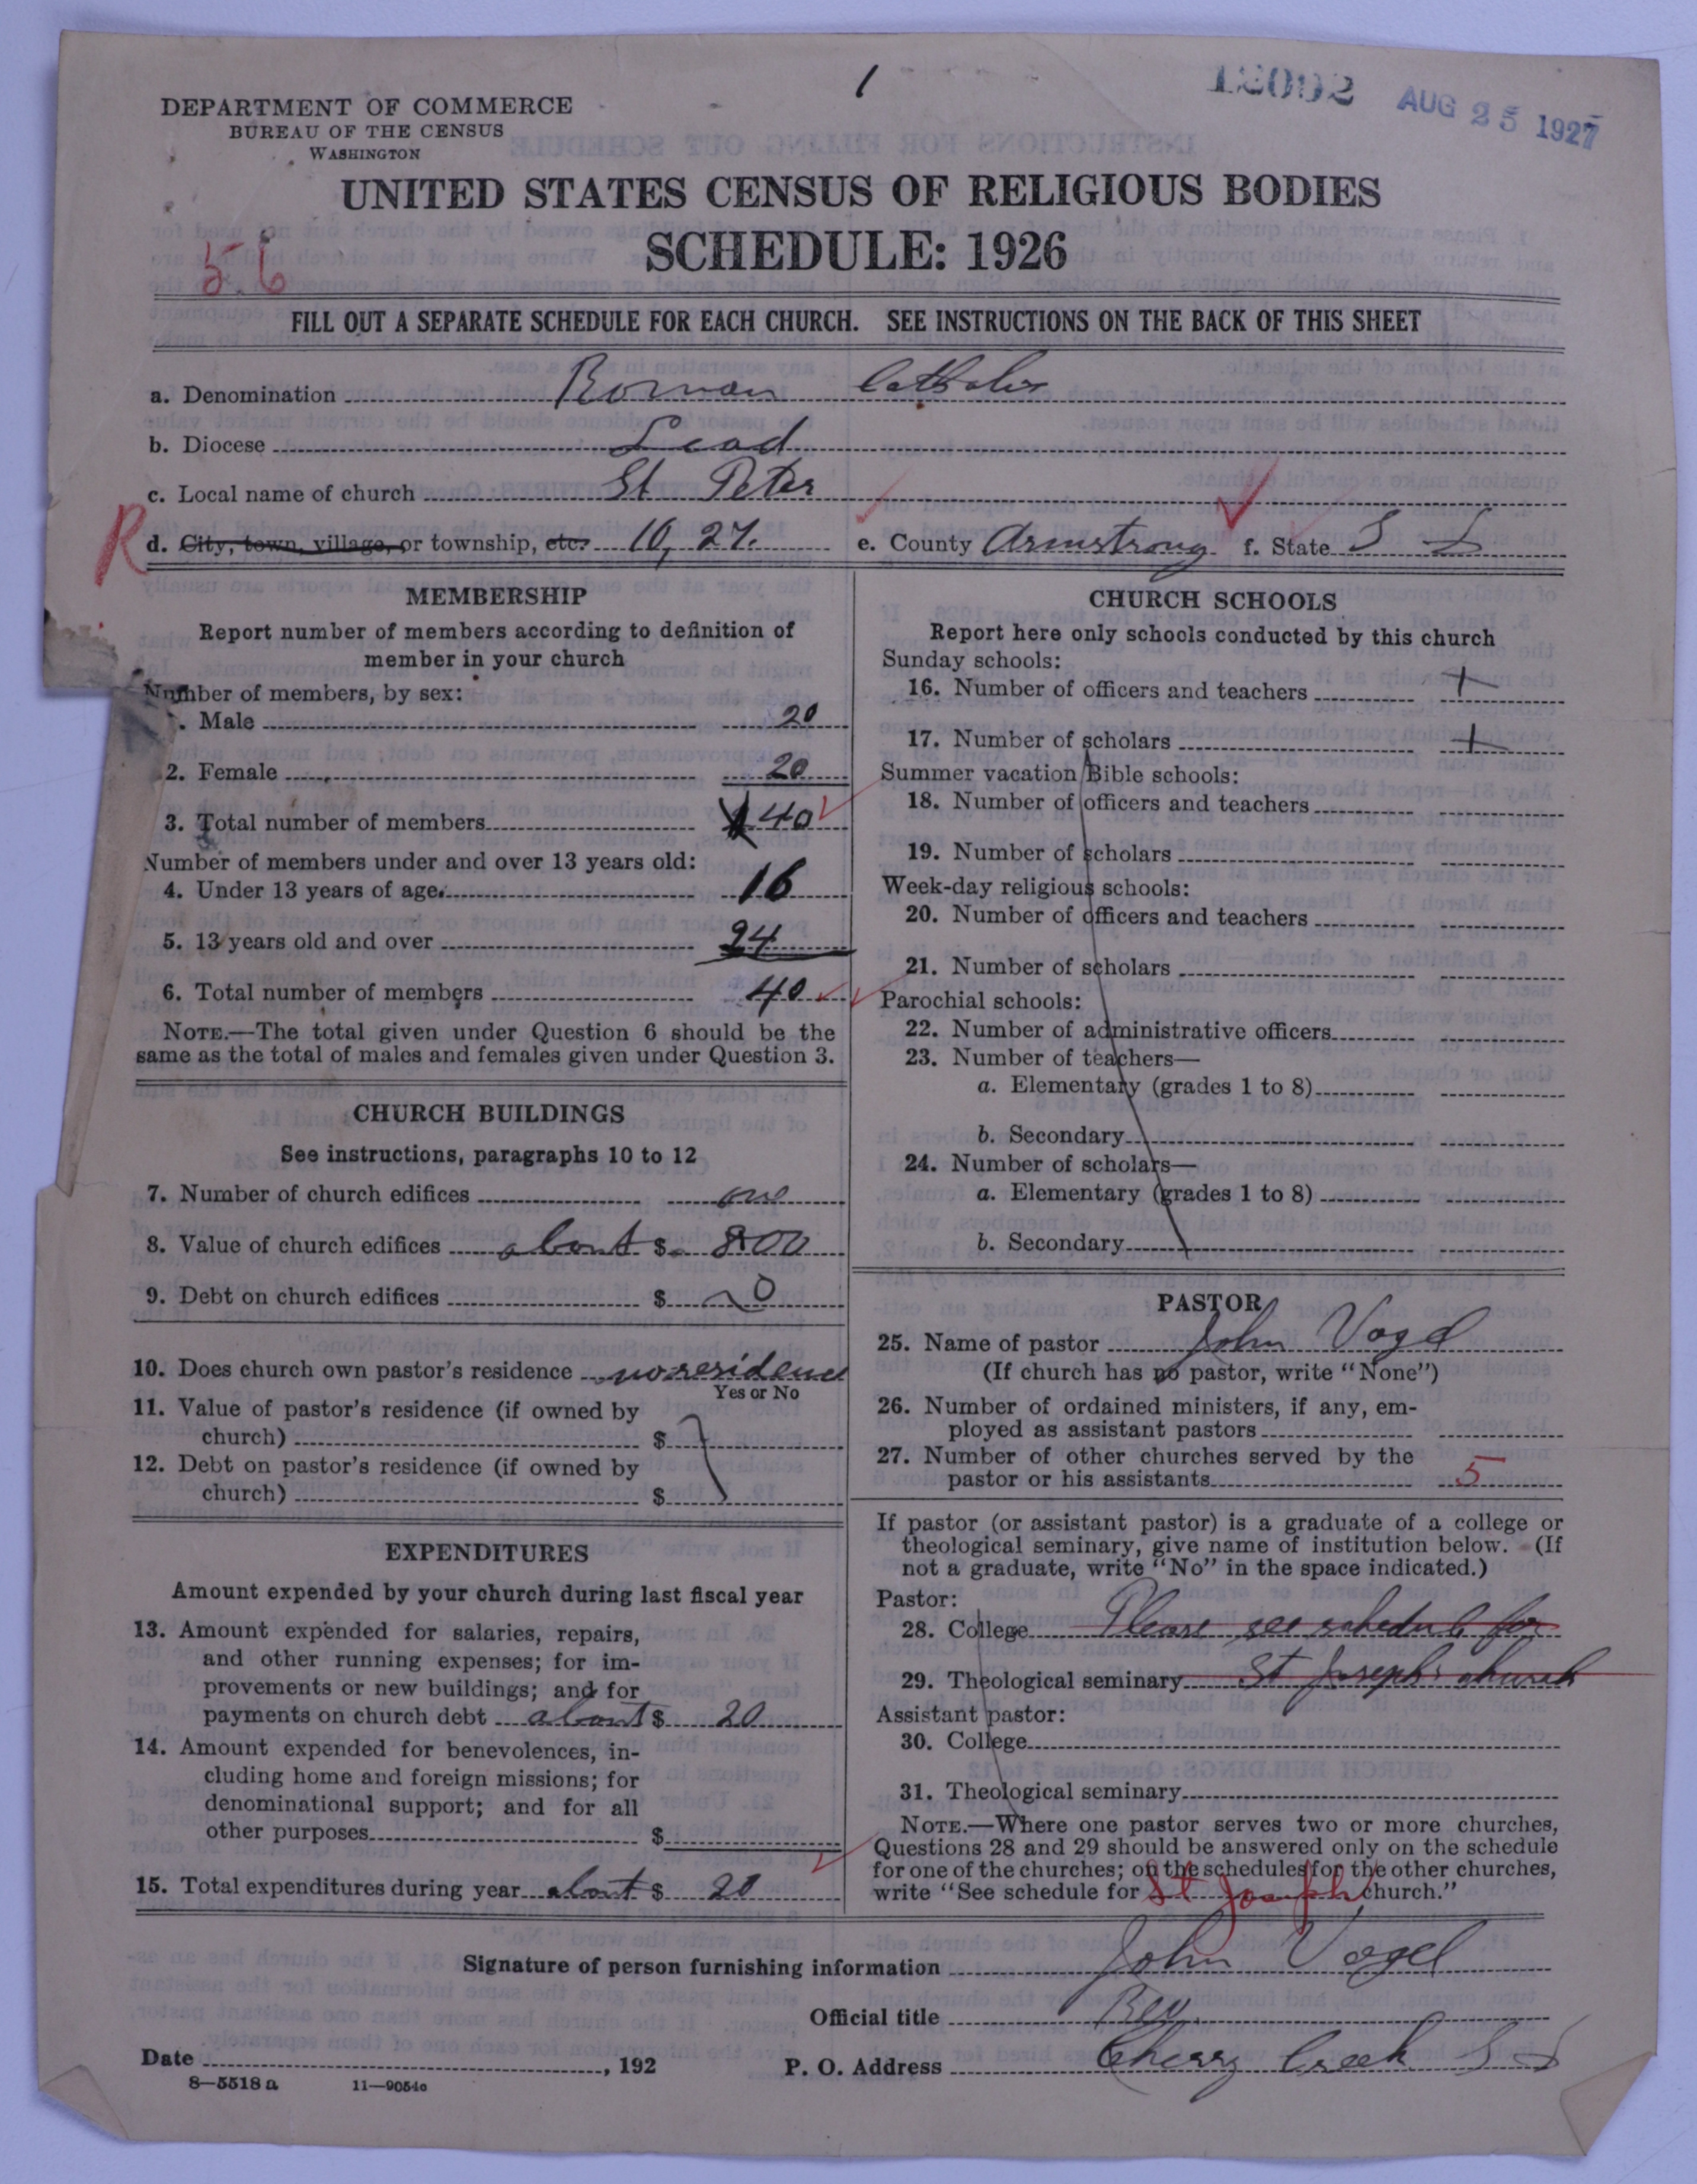 1
12092 AUG 25 1927
DEPARTMENT OF COMMERCE
BUREAU OF THE CENSUS
WASHINGTON
UNITED STATES CENSUS OF RELIGIOUS BODIES
SCHEDULE: 1926
56
FILL OUT A SEPARATE SCHEDULE FOR EACH CHURCH. SEE INSTRUCTIONS ON THE BACK OF THIS SHEET
a. Denomination Roman Catholic
b. Diocese Lead
c. Local name of church St Peter
R d. City, town, village, or township, etc. 10, 27. e. County Armstrong f. State S D
MEMBERSHIP
Report number of members according to definition of
member in your church
Number of members, by sex:
. Male 20
2. Female 20
3. Total number of members 40
Number of members under and over 13 years old:
4. Under 13 years of age 16
5. 13 years old and over 24
6. Total number of members 40
NOTE.—The total given under Question 6 should be the
same as the total of males and females given under Question 3.
CHURCH BUILDINGS
See instructions, paragraphs 10 to 12
7. Number of church edifices one
8. Value of church edifices about $ 800
9. Debt on church edifices $ 0
10. Does church own pastor's residence no residence
Yes or No
11. Value of pastor's residence (if owned by
church) $
12. Debt on pastor's residence (if owned by
church) $
EXPENDITURES
Amount expended by your church during last fiscal year
13. Amount expended for salaries, repairs,
and other running expenses; for im-
provements or new buildings; and for
payments on church debt about $ 20
14. Amount expended for benevolences, in-
cluding home and foreign missions; for
denominational support; and for all
other purposes $
15. Total expenditures during year about $ 20
CHURCH SCHOOLS
Report here only schools conducted by this church
Sunday schools:
16. Number of officers and teachers +
17. Number of scholars +
Summer vacation Bible schools:
18. Number of officers and teachers
19. Number of scholars
Week-day religious schools:
20. Number of officers and teachers
21. Number of scholars
Parochial schools:
22. Number of administrative officers
23. Number of teachers—
a. Elementary (grades 1 to 8)
b. Secondary
24. Number of scholars—
a. Elementary (grades 1 to 8)
b. Secondary
PASTOR
25. Name of pastor John Vogel
(If church has no pastor, write "None")
26. Number of ordained ministers, if any, em-
ployed as assistant pastors
27. Number of other churches served by the
pastor or his assistants 5
If pastor (or assistant pastor) is a graduate of a college or
theological seminary, give name of institution below. (If
not a graduate, write "No" in the space indicated.)
Pastor:
28. College Please see schedule for
29. Theological seminary St Joseph's church
Assistant pastor:
30. College
31. Theological seminary
NOTE.—Where one pastor serves two or more churches,
Questions 28 and 29 should be answered only on the schedule
for one of the churches; on the schedules for the other churches,
write "See schedule for St Joseph church."
Signature of person furnishing information John Vogel
Official title Rev.
Date , 192 P. O. Address Cherry Creek S D
8—5518 a 11—9054a